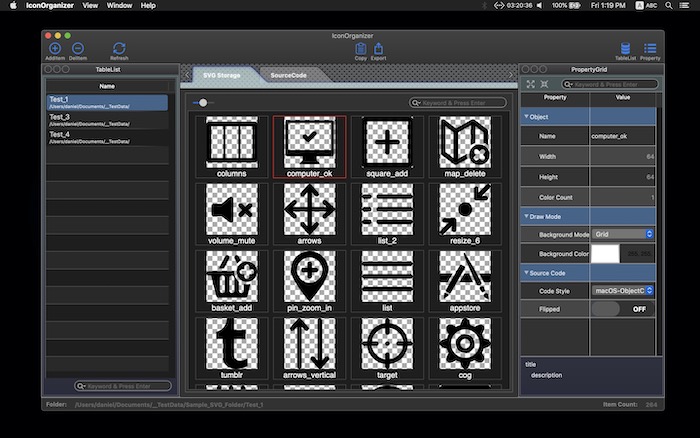 IconOrganizer View Window Help
03:20:36 100% Fri 1:19 PM A ABC
IconOrganizer
AddItem DelItem Refresh Copy Export TableList Property
TableList
Name
Test_1
/Users/daniel/Documents/__TestData/
Test_3
/Users/daniel/Documents/__TestData/
Test_4
/Users/daniel/Documents/__TestData/
Keyword & Press Enter
SVG Storage SourceCode
Keyword & Press Enter
columns computer_ok square_add map_delete
volume_mute arrows list_2 resize_6
basket_add pin_zoom_in list appstore
tumblr arrows_vertical target cog
PropertyGrid
Keyword & Press Enter
Property Value
Object
Name computer_ok
Width 64
Height 64
Color Count 1
Draw Mode
Background Mode Grid
Background Color
Source Code
Code Style macOS-ObjectC
Flipped OFF
title
description
Folder: /Users/daniel/Documents/__TestData/Sample_SVG_Folder/Test_1 Item Count: 264